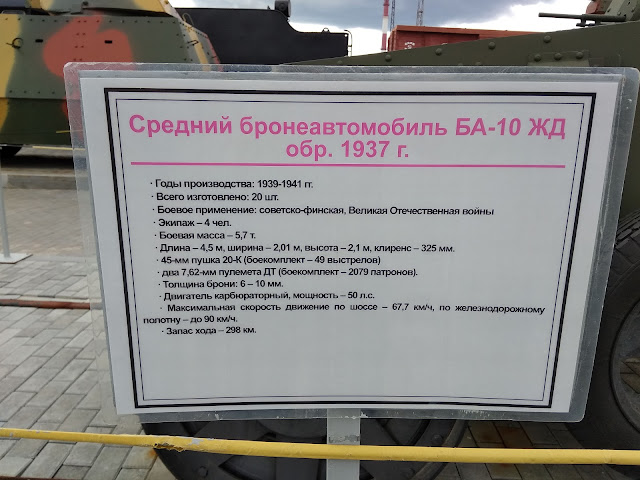 Средний бронеавтомобиль БА-10 ЖД
обр. 1937 г.
· Годы производства: 1939-1941 гг.
· Всего изготовлено: 20 шт.
· Боевое применение: советско-финская, Великая Отечественная войны
· Экипаж – 4 чел.
· Боевая масса – 5,7 т.
· Длина – 4,5 м, ширина – 2,01 м, высота – 2,1 м, клиренс – 325 мм.
· 45-мм пушка 20-К (боекомплект – 49 выстрелов)
· два 7,62-мм пулемета ДТ (боекомплект – 2079 патронов).
· Толщина брони: 6 – 10 мм.
· Двигатель карбюраторный, мощность – 50 л.с.
· Максимальная скорость движение по шоссе – 67,7 км/ч, по железнодорожному
полотну – до 90 км/ч.
· Запас хода – 298 км.